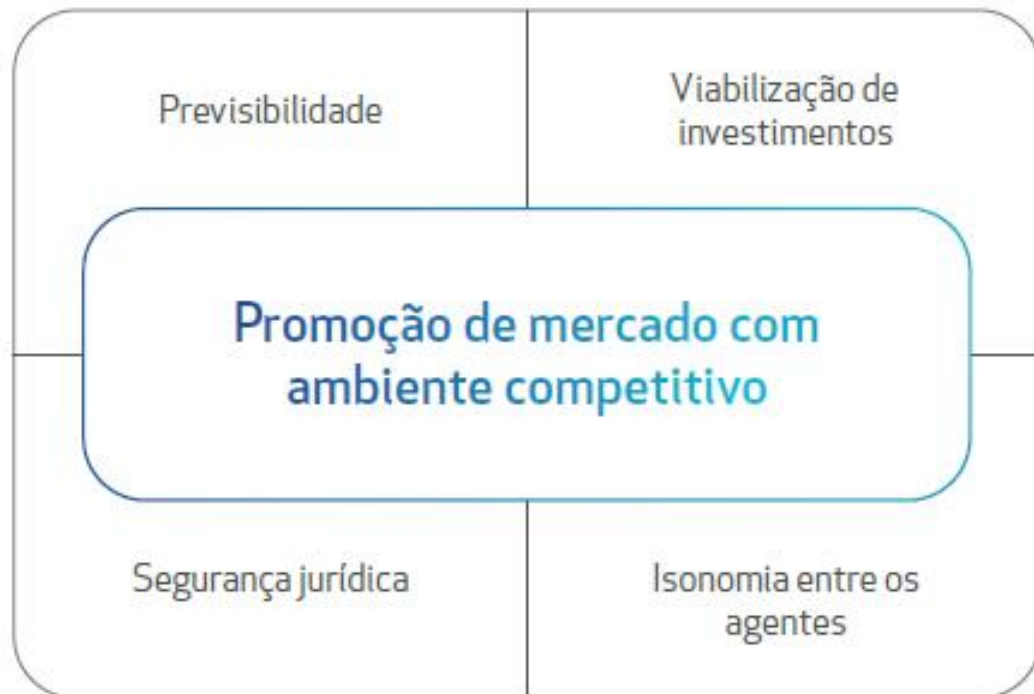 Previsibilidade
Viabilização de
investimentos
Promoção de mercado com
ambiente competitivo
Segurança jurídica
Isonomia entre os
agentes